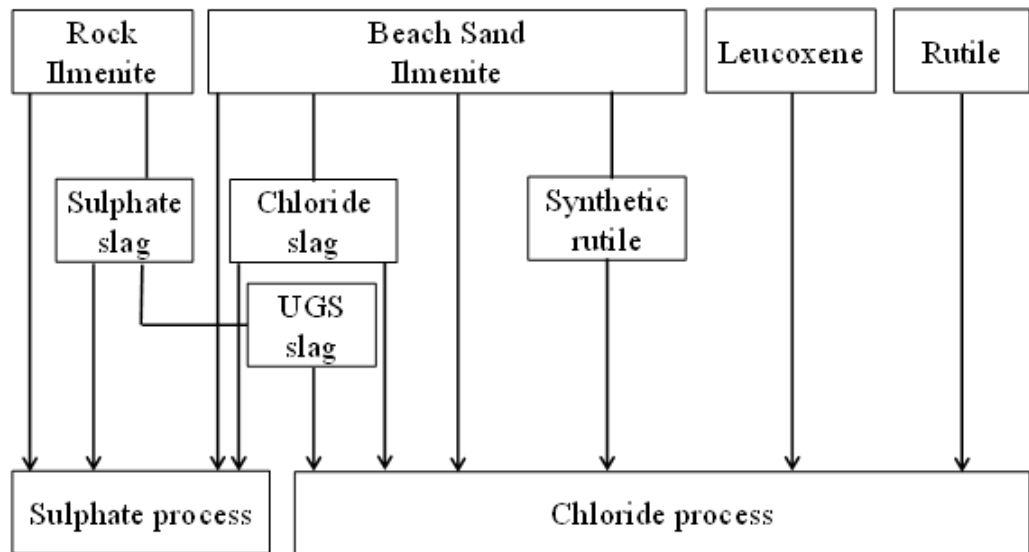 Rock
Ilmenite
Beach Sand
Ilmenite
Leucoxene
Rutile
Sulphate
slag
Chloride
slag
Synthetic
rutile
UGS
slag
Sulphate process
Chloride process